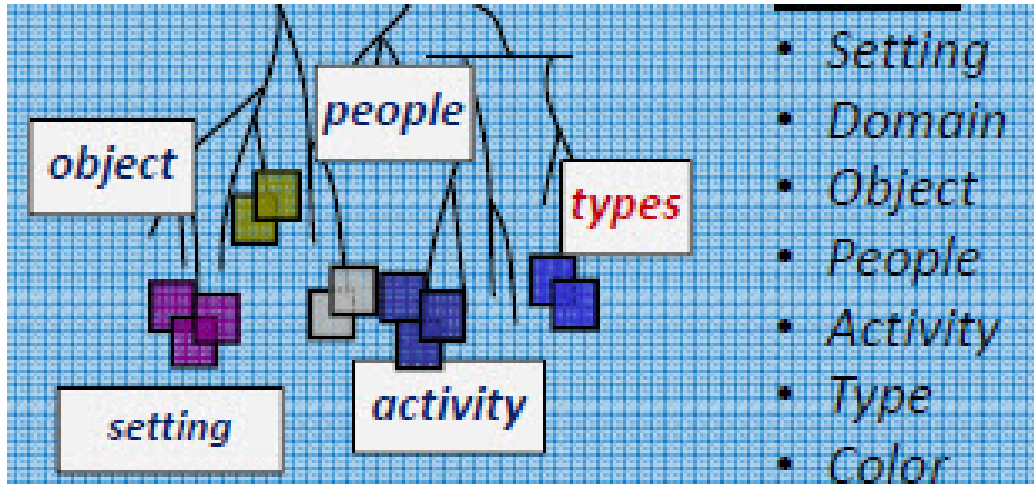 people
object
types
activity
setting
• Setting
• Domain
• Object
• People
• Activity
• Type
• Color